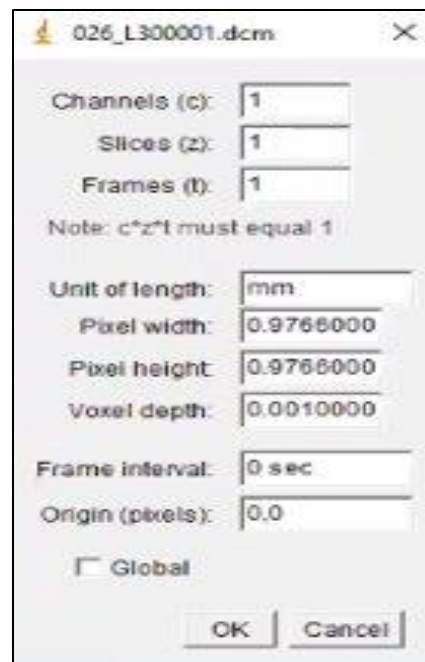 026_L300001.dcm
Channels (c): 1
Slices (z): 1
Frames (t): 1
Note: c*z*t must equal 1
Unit of length: mm
Pixel width: 0.9766000
Pixel height: 0.9766000
Voxel depth: 0.0010000
Frame interval: 0 sec
Origin (pixels): 0,0
Global
OK Cancel